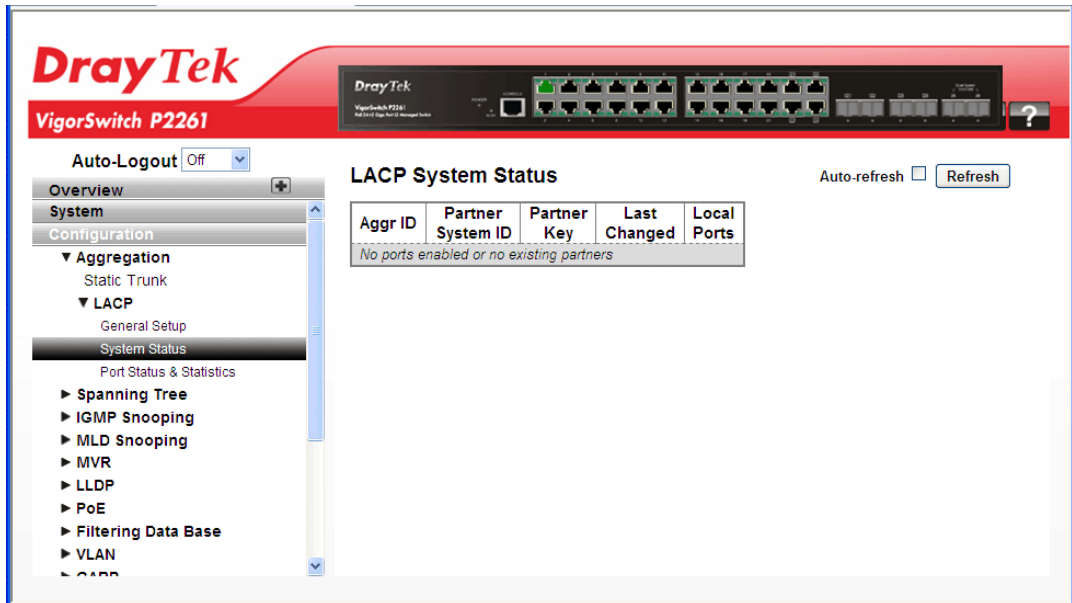 DrayTek
VigorSwitch P2261
DrayTek
VigorSwitch P2261
POWER
CONSOLE
?
Auto-Logout Off
Overview
System
Configuration
▼ Aggregation
Static Trunk
▼ LACP
General Setup
System Status
Port Status & Statistics
► Spanning Tree
► IGMP Snooping
► MLD Snooping
► MVR
► LLDP
► PoE
► Filtering Data Base
► VLAN
LACP System Status
Auto-refresh Refresh
Aggr ID Partner System ID Partner Key Last Changed Local Ports
No ports enabled or no existing partners